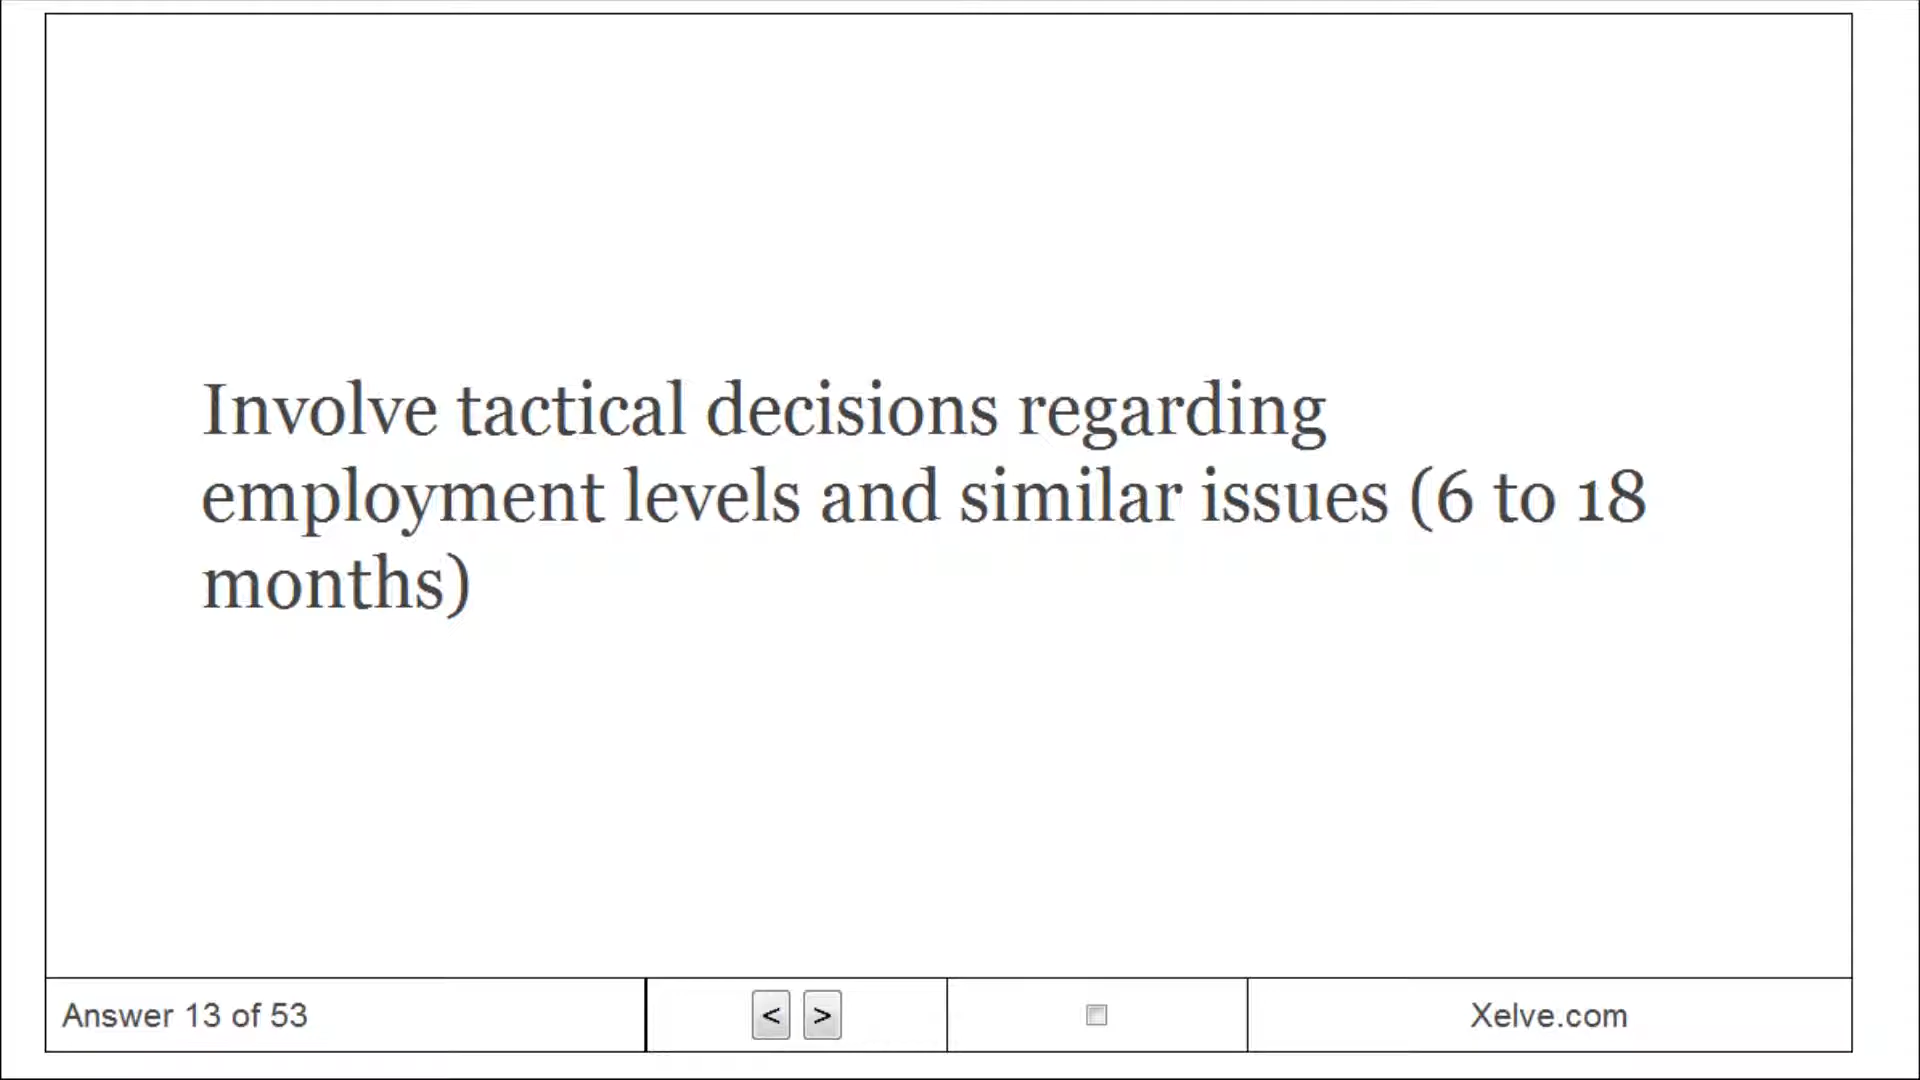 Involve tactical decisions regarding
employment levels and similar issues (6 to 18
months)
Answer 13 of 53
< >
Xelve.com